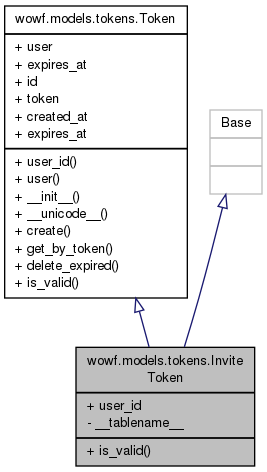 wowf.models.tokens.Token
+ user
+ expires_at
+ id
+ token
+ created_at
+ expires_at
+ user_id()
+ user()
+ __init__()
+ __unicode__()
+ create()
+ get_by_token()
+ delete_expired()
+ is_valid()
Base
wowf.models.tokens.Invite
Token
+ user_id
- __tablename__
+ is_valid()